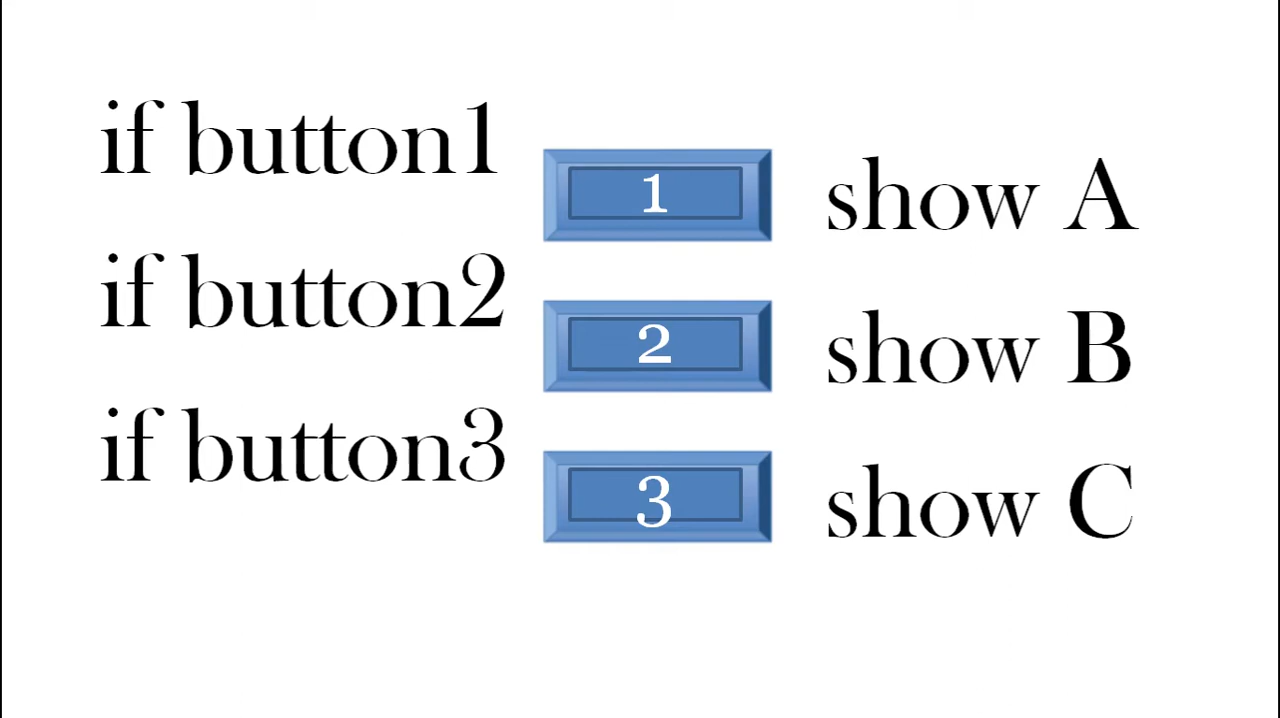 if button1
1
show A
if button2
2
show B
if button3
3
show C